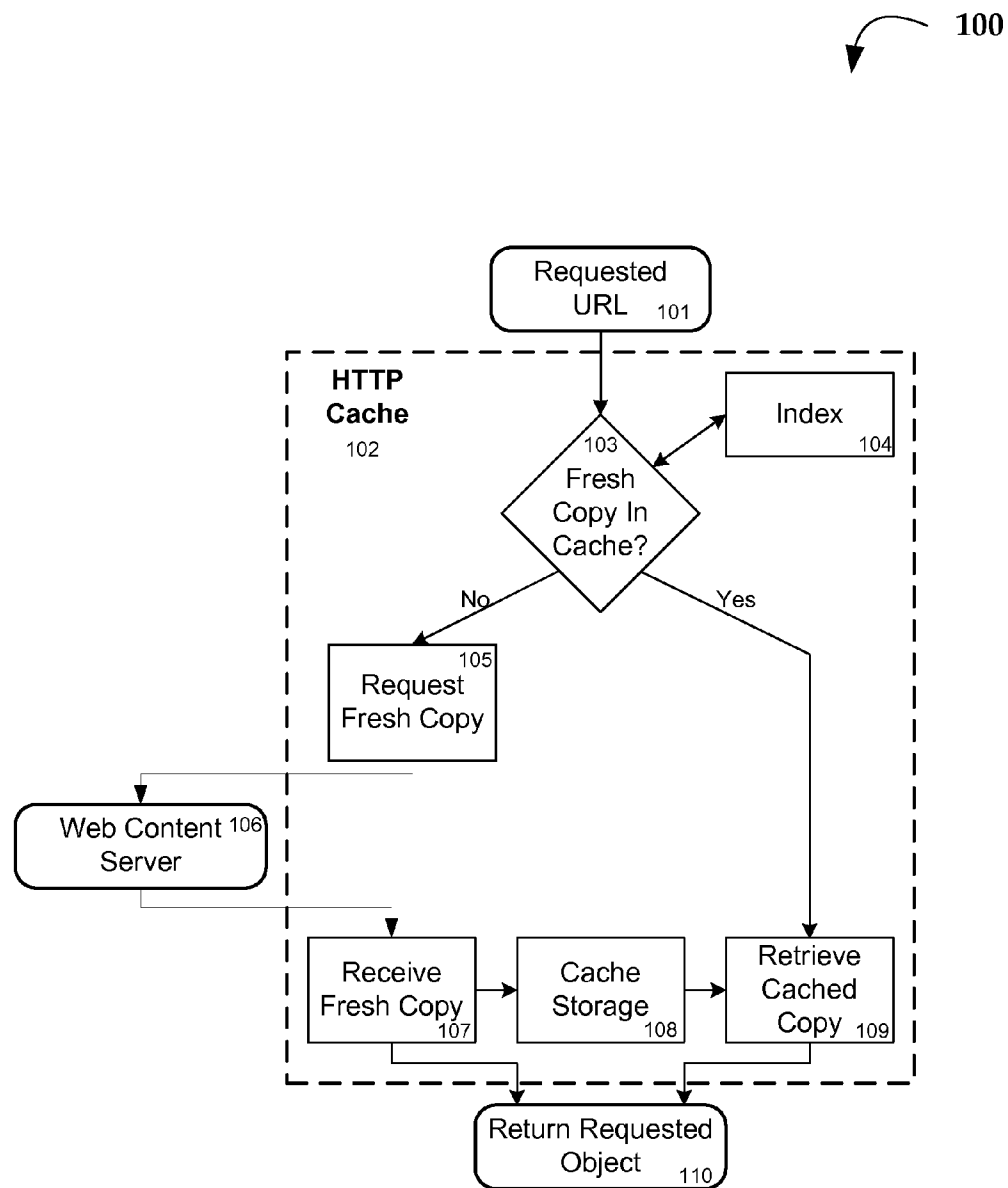 100
Requested
URL
101
HTTP
Cache
102
103
Fresh
Copy In
Cache?
Index
104
No
Yes
105
Request
Fresh Copy
Web Content
Server
106
Receive
Fresh Copy
107
Cache
Storage
108
Retrieve
Cached
Copy
109
Return Requested
Object
110